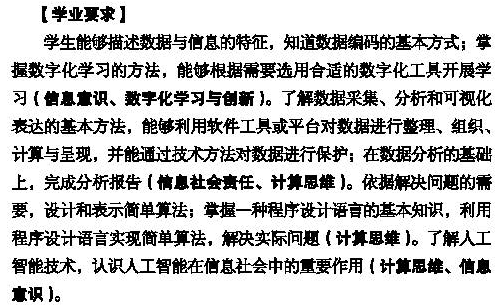 【学业要求】
学生能够描述数据与信息的特征，知道数据编码的基本方式；掌
握数字化学习的方法，能够根据需要选用合适的数字化工具开展学
习（信息意识、数字化学习与创新）。了解数据采集、分析和可视化
表达的基本方法，能够利用软件工具或平台对数据进行整理、组织、
计算与呈现，并能通过技术方法对数据进行保护；在数据分析的基础
上，完成分析报告（信息社会责任、计算思维）。依据解决问题的需
要，设计和表示简单算法；掌握一种程序设计语言的基本知识，利用
程序设计语言实现简单算法，解决实际问题（计算思维）。了解人工
智能技术，认识人工智能在信息社会中的重要作用（计算思维、信息
意识）。